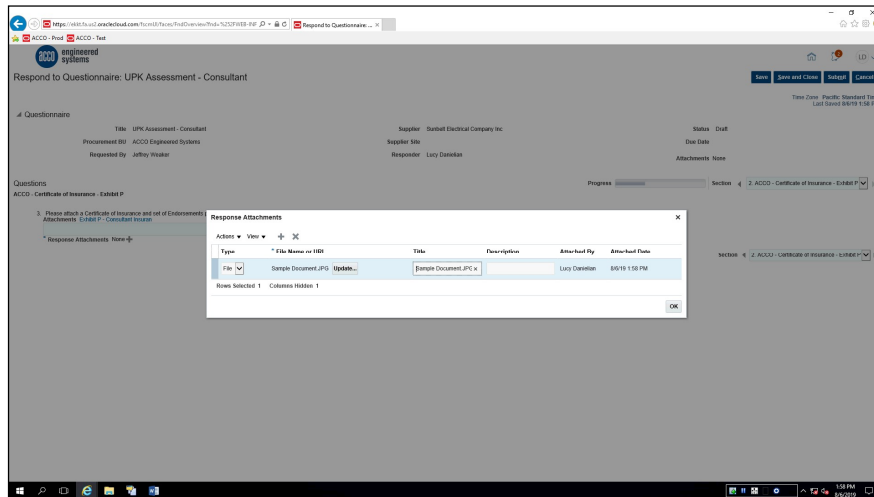 https://ekkt.fa.us2.oraclecloud.com/fscmUI/faces/FndOverview?fnd=%252FWEB-INF
Respond to Questionnaire: ...
ACCO - Prod ACCO - Test
acco engineered systems
2
LD
Respond to Questionnaire: UPK Assessment - Consultant
Save Save and Close Submit Cancel
Time Zone Pacific Standard
Last Saved 8/6/19 1:58
Questionnaire
Title UPK Assessment - Consultant Supplier Sunbelt Electrical Company Inc Status Draft
Procurement BU ACCO Engineered Systems Supplier Site Due Date
Requested By Jeffrey Weaker Responder Lucy Danielian Attachments None
Questions Progress Section 2. ACCO - Certificate of Insurance - Exhibit P
ACCO - Certificate of Insurance - Exhibit P
3. Please attach a Certificate of Insurance and set of Endorsements
Attachments Exhibit P - Consultant Insuran
* Response Attachments None
Section 2. ACCO - Certificate of Insurance - Exhibit P
Response Attachments
Actions View
Type * File Name or URL Title Description Attached By Attached Date
File Sample Document.JPG Update... Sample Document.JPG Lucy Danielian 8/6/19 1:58 PM
Rows Selected 1 Columns Hidden 1
OK
1:58 PM
8/6/2019